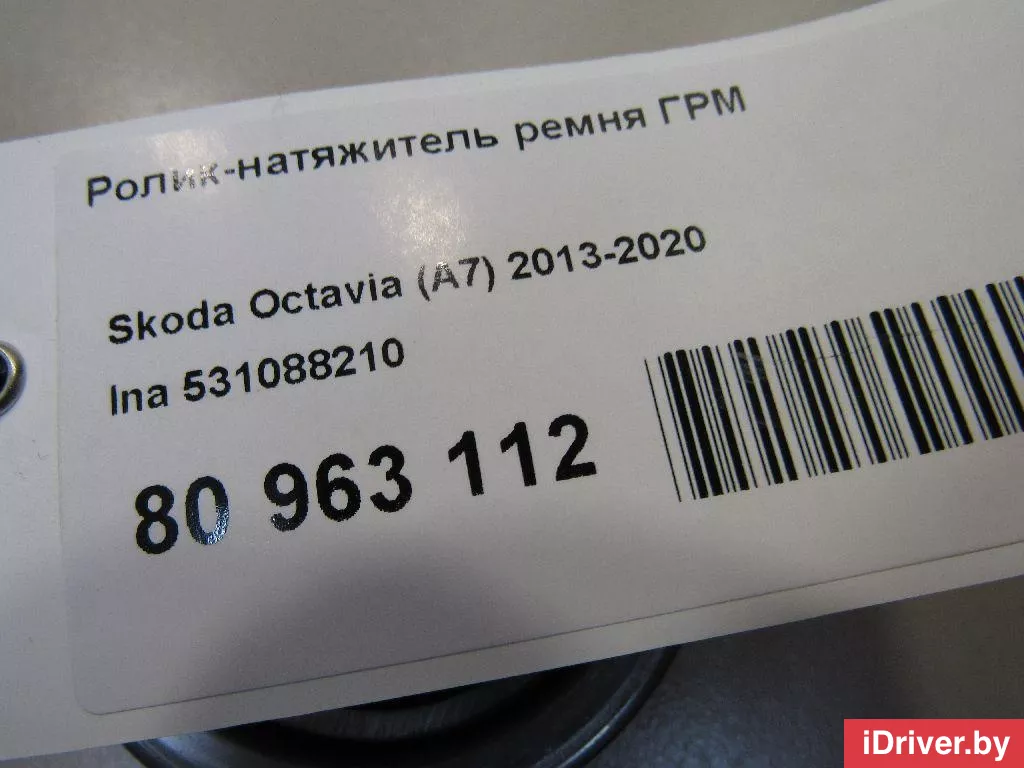 Ролик-натяжитель ремня ГРМ
Skoda Octavia (A7) 2013-2020
Ina 531088210
80 963 112
iDriver.by